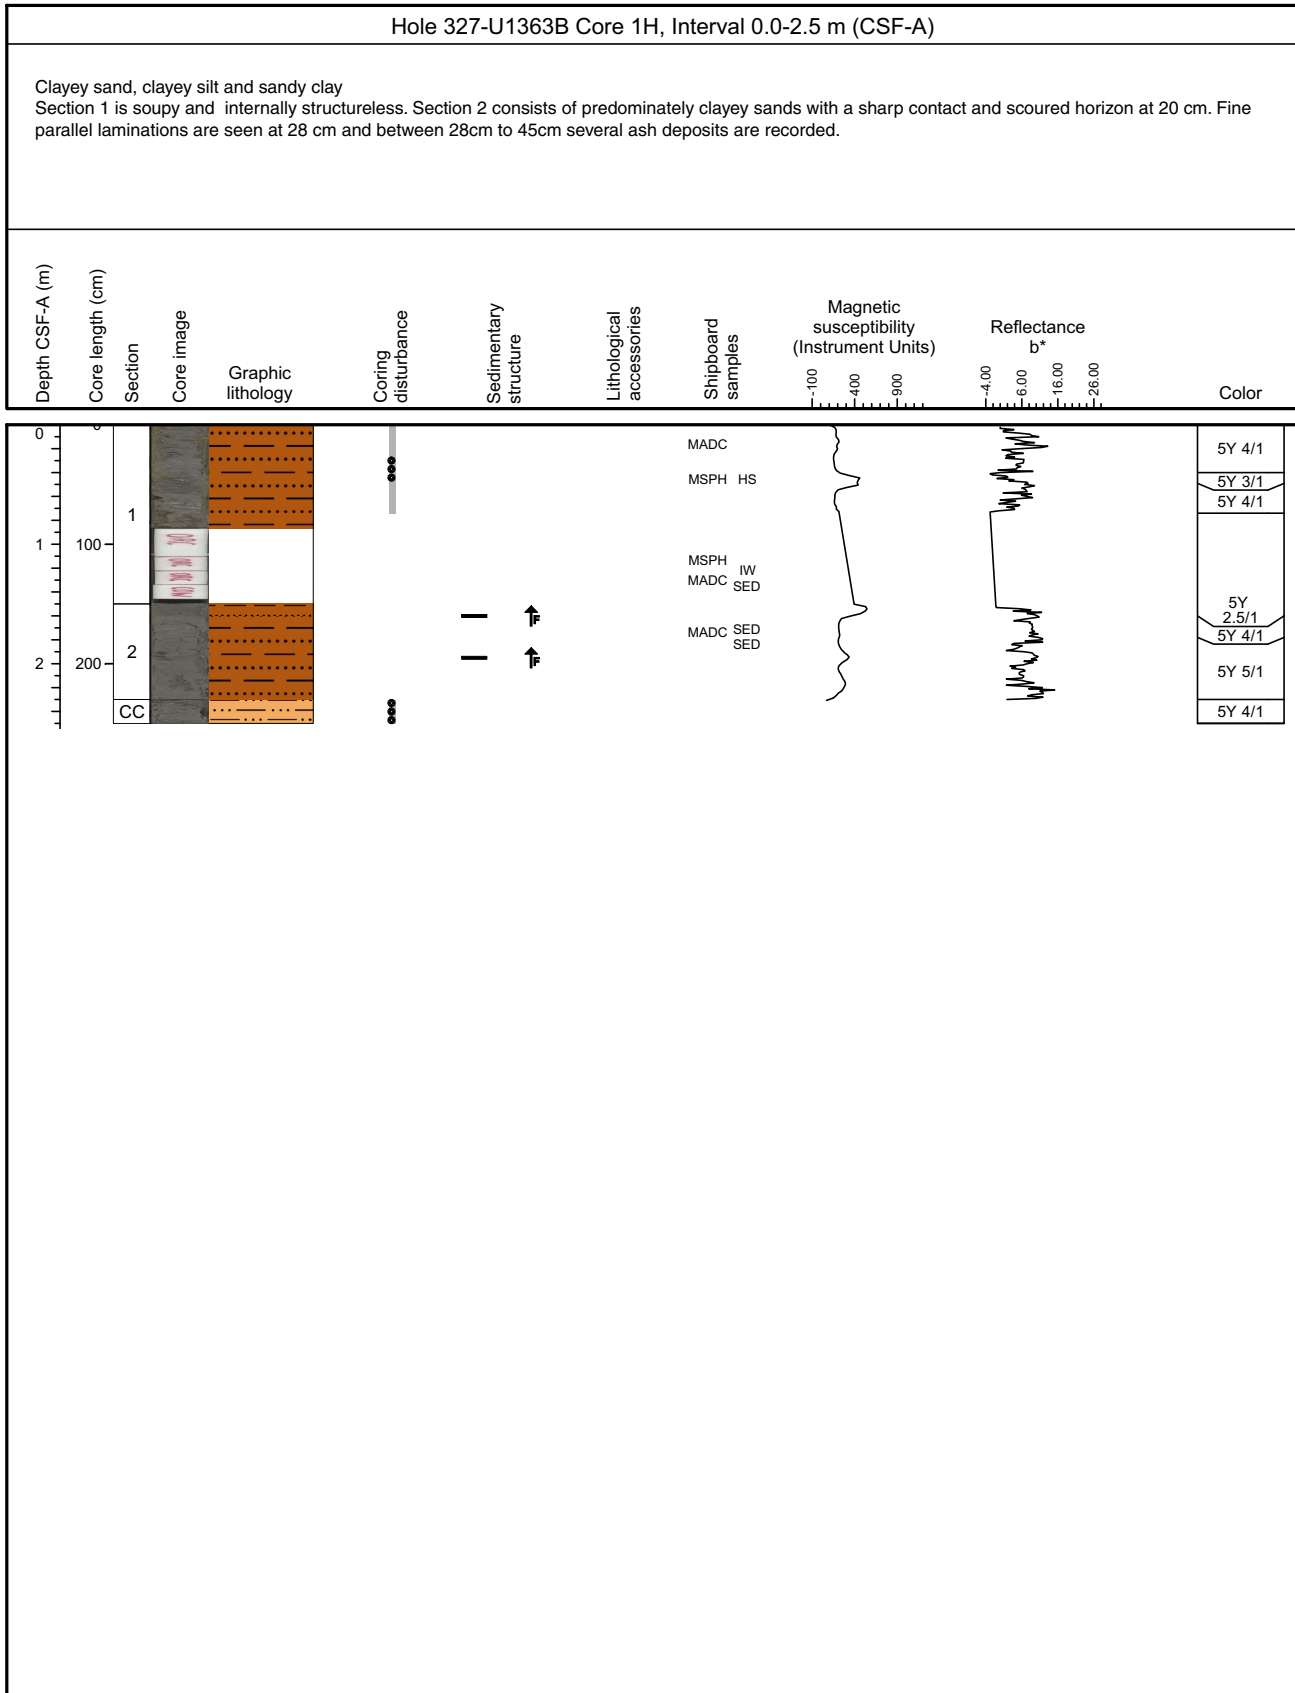 Hole 327-U1363B Core 1H, Interval 0.0-2.5 m (CSF-A)
Clayey sand, clayey silt and sandy clay
Section 1 is soupy and internally structureless. Section 2 consists of predominately clayey sands with a sharp contact and scoured horizon at 20 cm. Fine
parallel laminations are seen at 28 cm and between 28cm to 45cm several ash deposits are recorded.
Depth CSF-A (m)
Core length (cm)
Section
Core image
Graphic
lithology
Coring
disturbance
Sedimentary
structure
Lithological
accessories
Shipboard
samples
Magnetic
susceptibility
(Instrument Units)
-100
400
900
Reflectance
b*
-4.00
6.00
16.00
26.00
Color
0
1
2
100
200
1
2
CC
F
F
MADC
MSPH HS
MSPH
IW
MADC
SED
MADC SED
SED
5Y 4/1
5Y 3/1
5Y 4/1
5Y
2.5/1
5Y 4/1
5Y 5/1
5Y 4/1